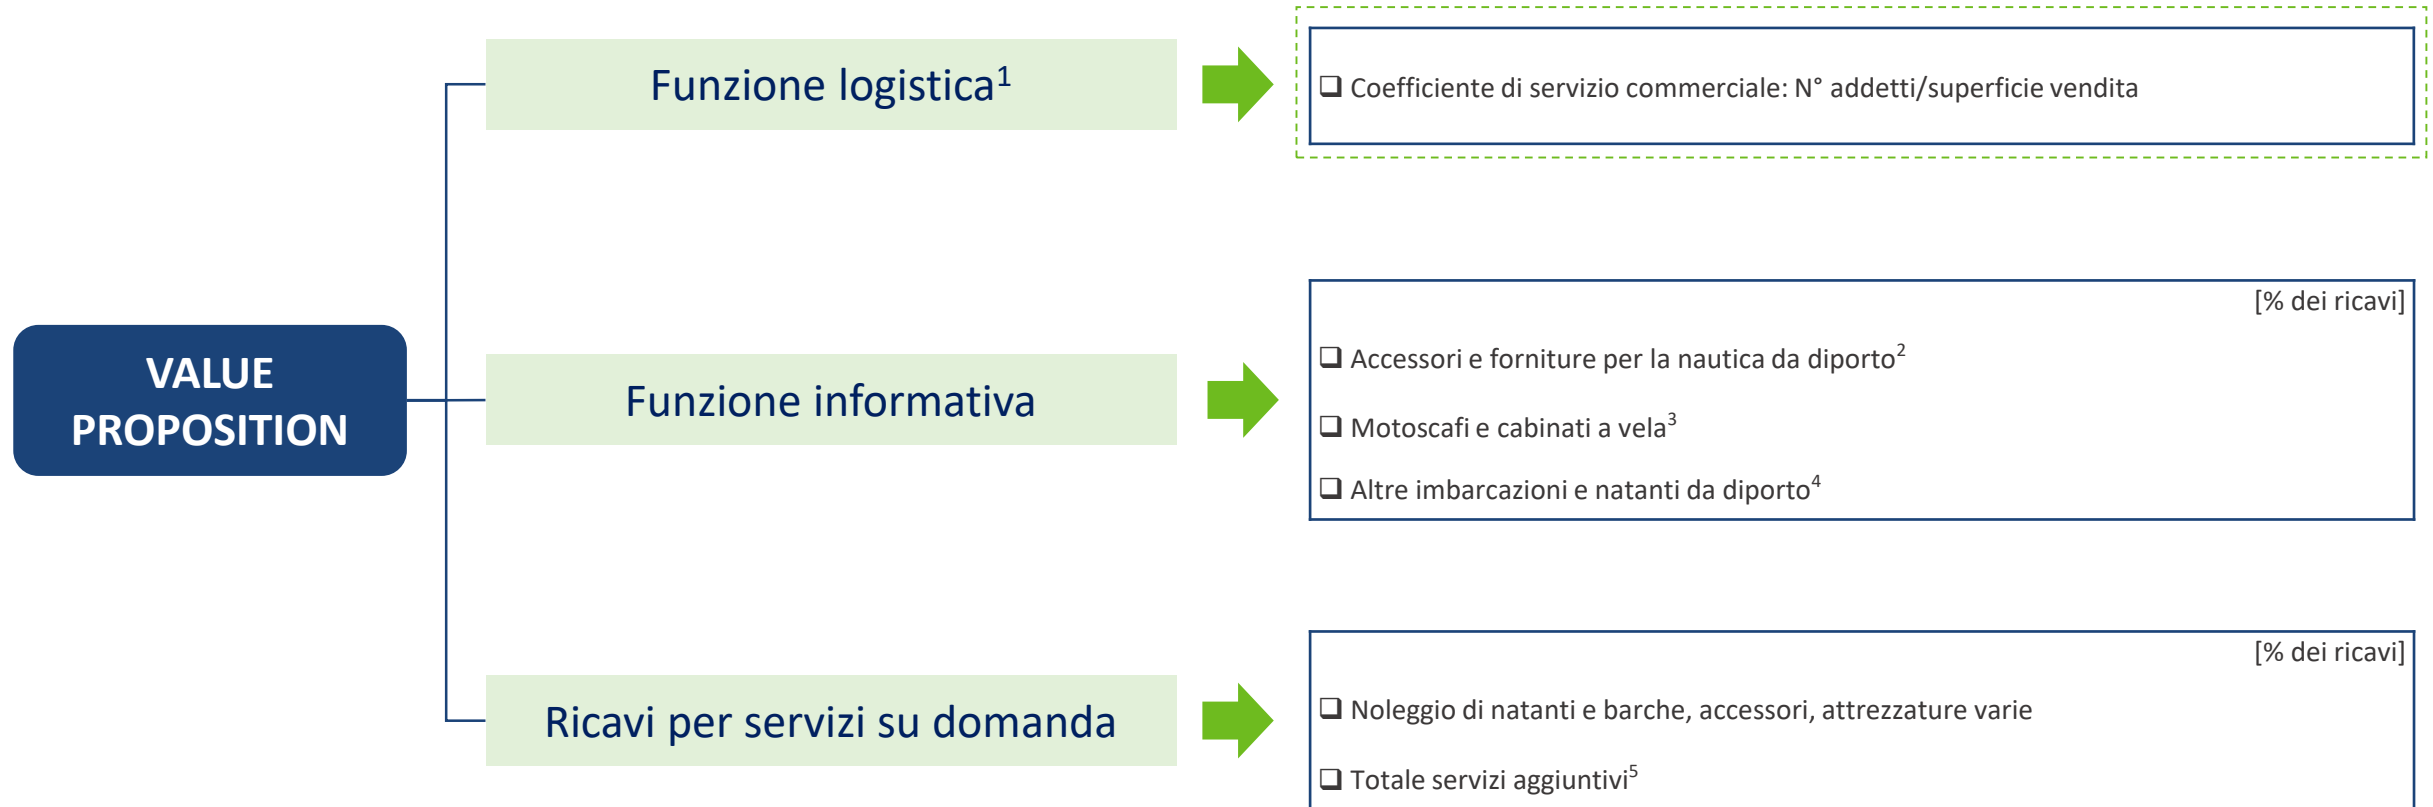 Funzione logistica¹
❑ Coefficiente di servizio commerciale: N° addetti/superficie vendita
VALUE
PROPOSITION
Funzione informativa
[% dei ricavi]
❑ Accessori e forniture per la nautica da diporto²
❑ Motoscafi e cabinati a vela³
❑ Altre imbarcazioni e natanti da diporto⁴
Ricavi per servizi su domanda
[% dei ricavi]
❑ Noleggio di natanti e barche, accessori, attrezzature varie
❑ Totale servizi aggiuntivi⁵